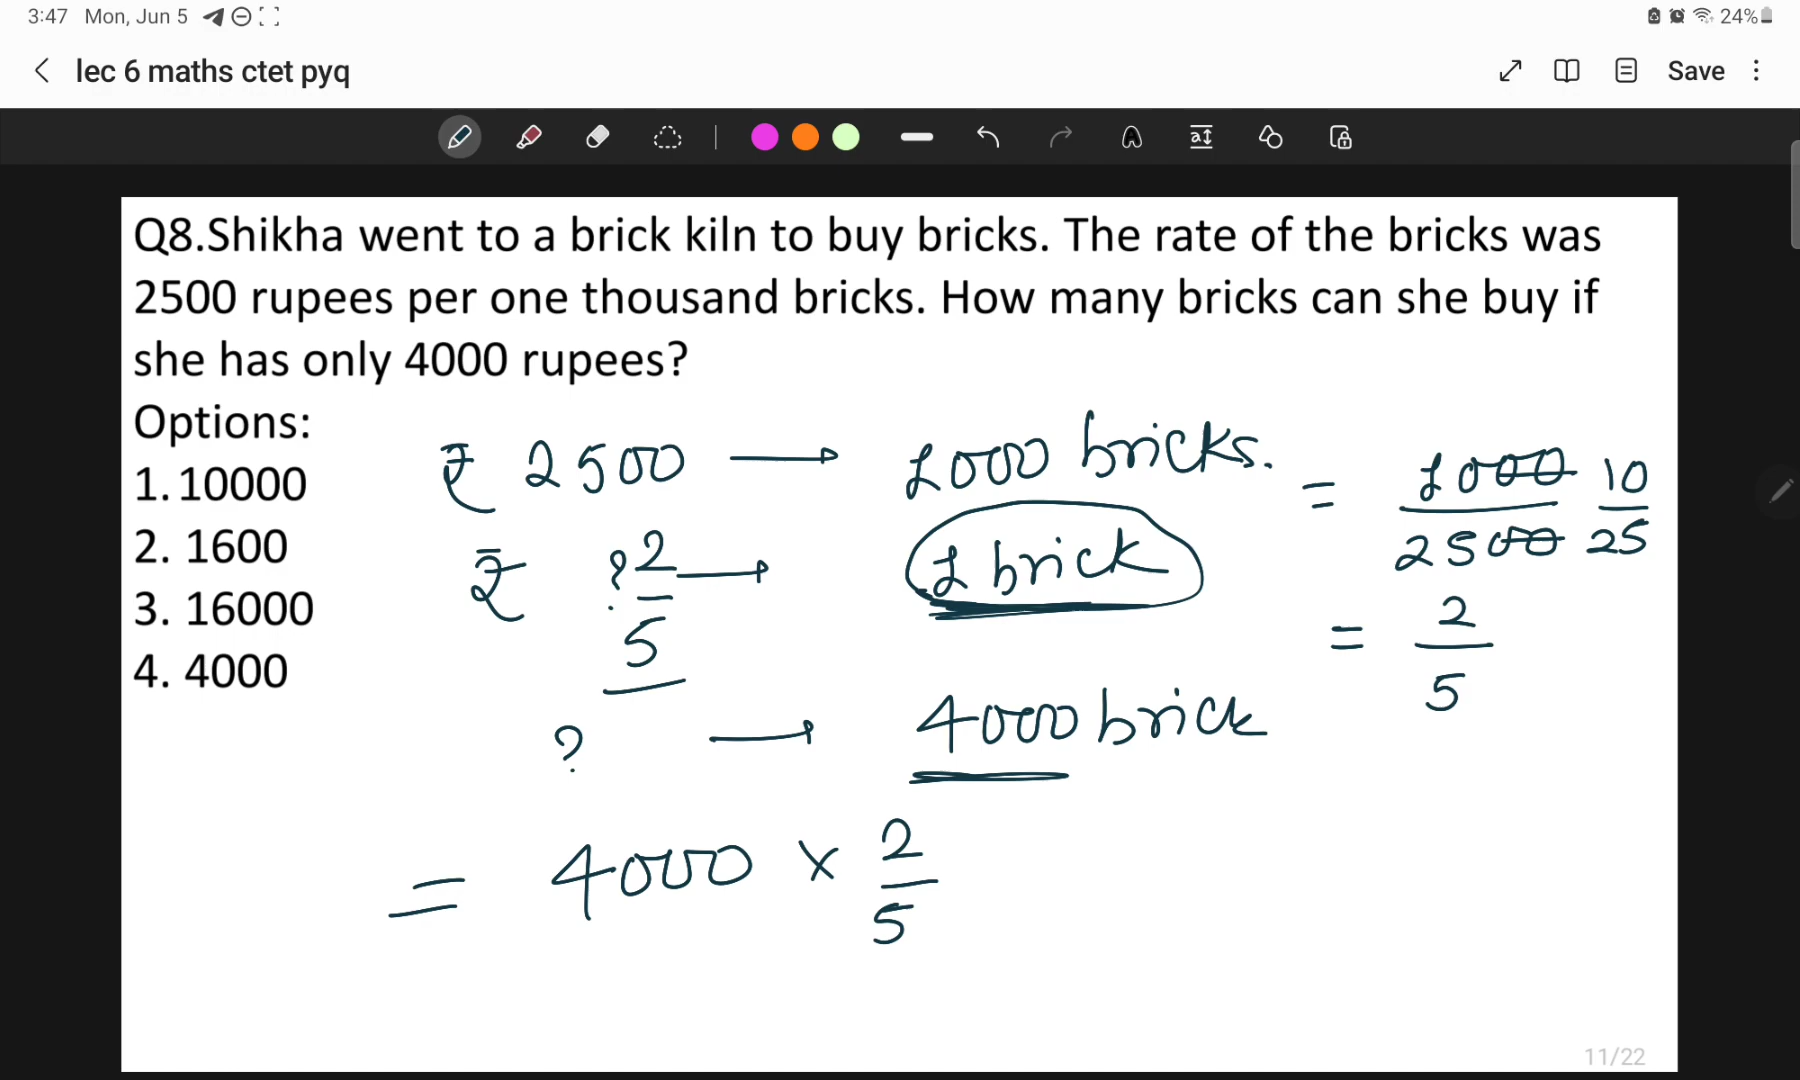 3:47 Mon, Jun 5
24%
lec 6 maths ctet pyq
Save
Q8.Shikha went to a brick kiln to buy bricks. The rate of the bricks was
2500 rupees per one thousand bricks. How many bricks can she buy if
she has only 4000 rupees?
Options:
1. 10000
2. 1600
3. 16000
4. 4000
₹ 2500 → 1000 bricks.
= 1000/2500 10/25
₹ ? 2/5 → 1 brick
= 2/5
? → 4000 brick
= 4000 × 2/5
11/22